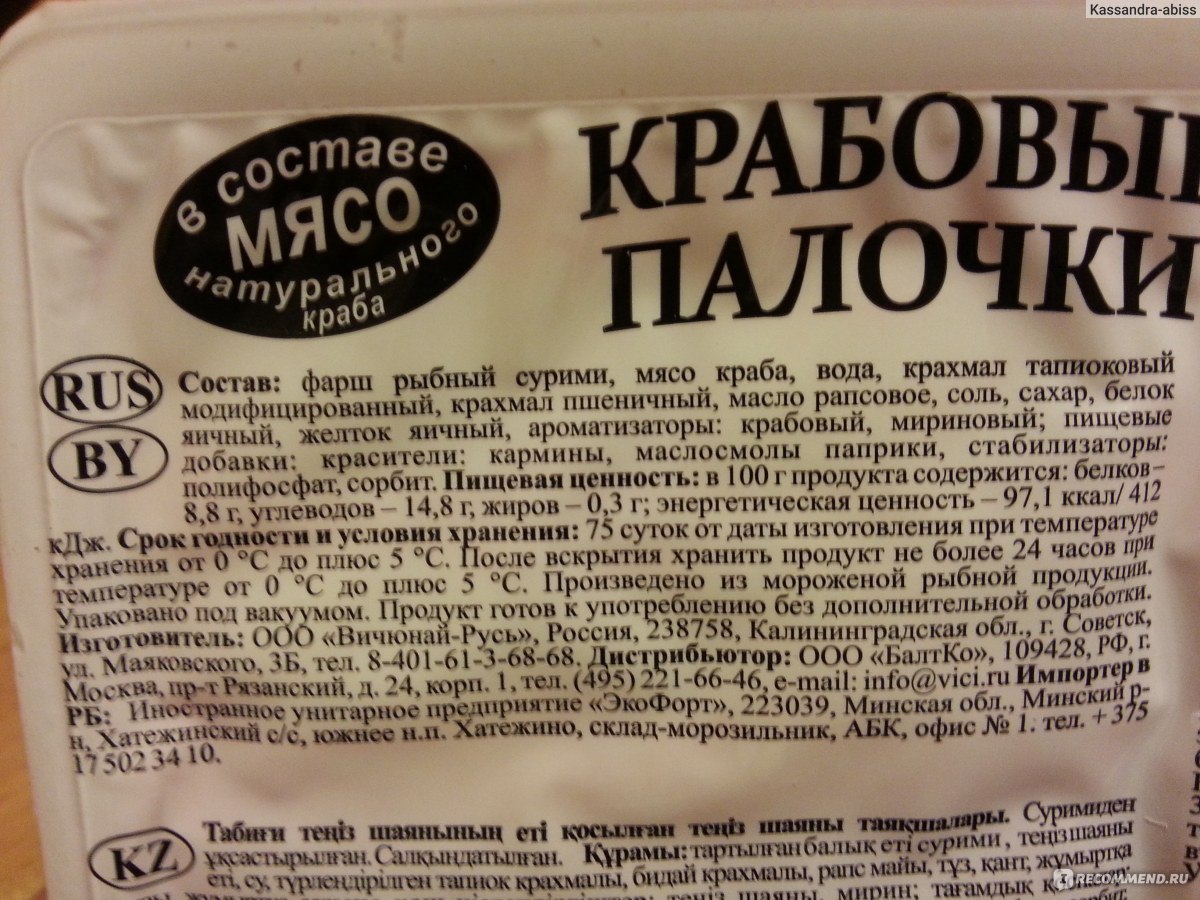 Kassandra-abiss
в составе
МЯСО
натурального
краба
КРАБОВЫ
ПАЛОЧКИ
RUS
BY
Состав: фарш рыбный сурими, мясо краба, вода, крахмал тапиоковый
модифицированный, крахмал пшеничный, масло рапсовое, соль, сахар, белок
яичный, желток яичный, ароматизаторы: крабовый, мириновый; пищевые
добавки: красители: кармины, маслосмолы паприки, стабилизаторы:
полифосфат, сорбит. Пищевая ценность: в 100 г продукта содержится: белков–
8,8 г, углеводов – 14,8 г; жиров – 0,3 г; энергетическая ценность – 97,1 ккал/ 412
кДж. Срок годности и условия хранения: 75 суток от даты изготовления при температуре
хранения от 0 °С до плюс 5 °С. После вскрытия хранить продукт не более 24 часов при
температуре от 0 °С до плюс 5 °С. Произведено из мороженой рыбной продукции.
Упаковано под вакуумом. Продукт готов к употреблению без дополнительной обработки.
Изготовитель: ООО «Вичюнай-Русь», Россия, 238758, Калининградская обл., г. Советск,
ул. Маяковского, 3Б, тел. 8-401-61-3-68-68. Дистрибьютор: ООО «БалтКо», 109428, РФ, г.
Москва, пр-т Рязанский, д. 24, корп. 1, тел. (495) 221-66-46, e-mail: info@vici.ru Импортер в
РБ: Иностранное унитарное предприятие «ЭкоФорт», 223039, Минская обл., Минский р-
н, Хатежинский с/с, южнее н.п. Хатежино, склад-морозильник, АБК, офис № 1. тел. + 375
17 502 34 10.
KZ
Табиғи теңіз шаянының еті қосылған теңіз шаяны таяқшалары. Суримиден
ұқсастырылған. Салқындатылған. Құрамы: тартылған балық еті сурими , теңіз шаяны
еті, су, түрлендірілген тапиок крахмалы, бидай крахмалы, рапс майы, тұз, қант, жұмыртқа
теңіз шаяны, мирин; тағамдық
RECOMMEND.RU